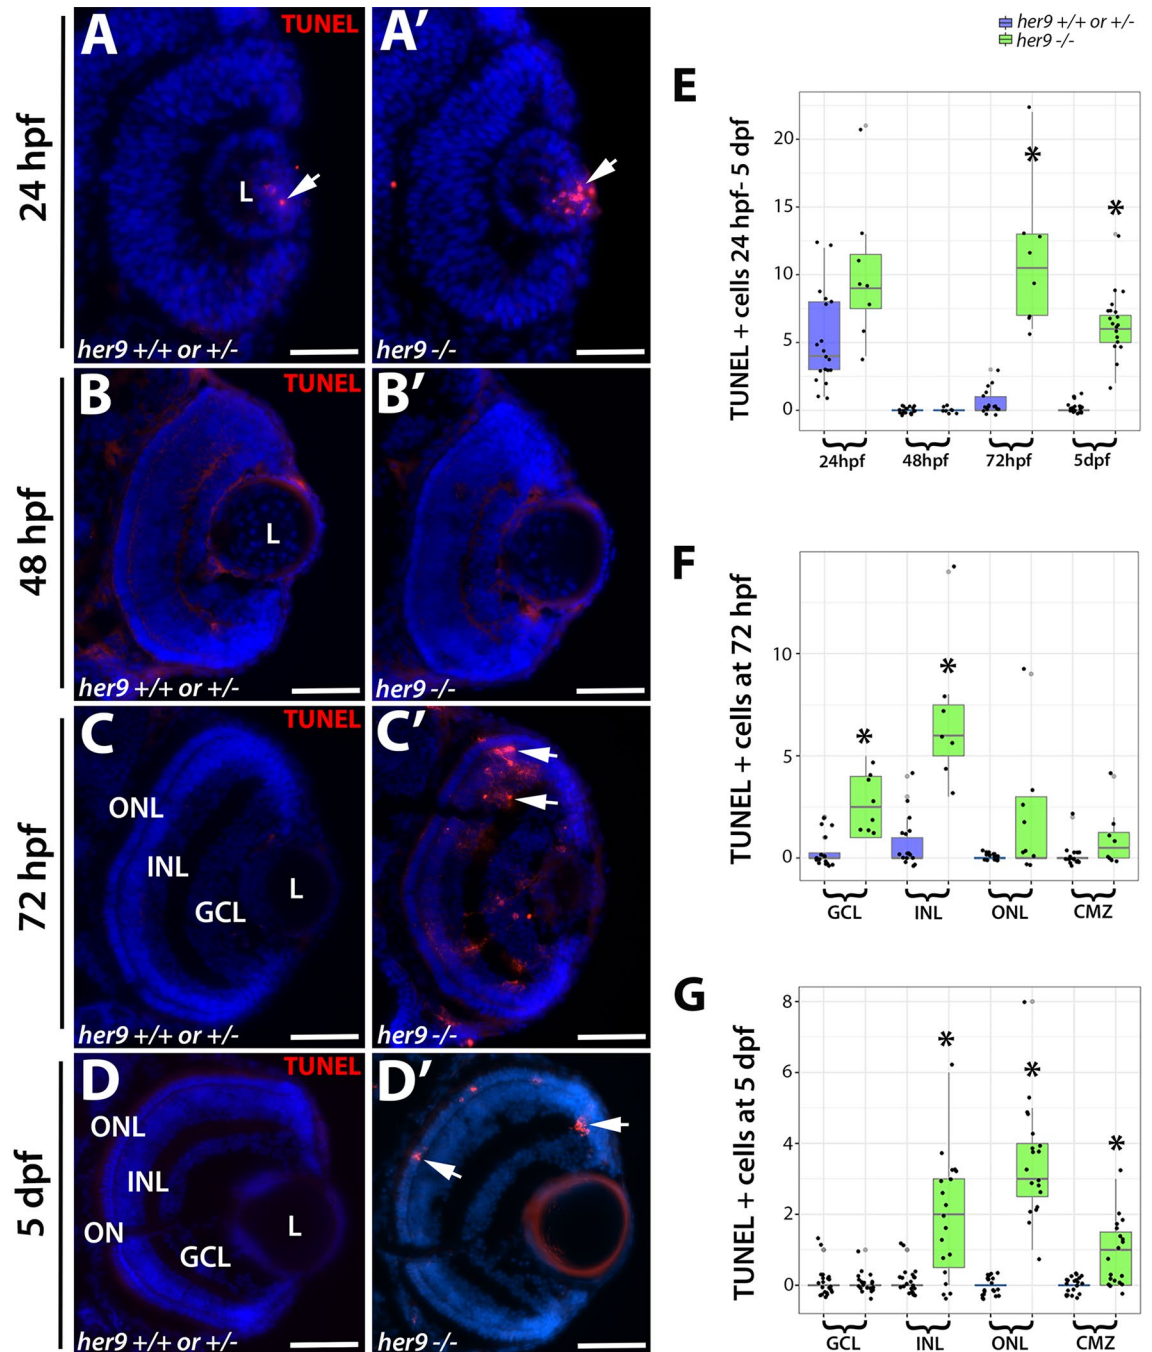 24 hpf
A
TUNEL
L
her9 +/+ or +/-
A′
her9 -/-
48 hpf
B
TUNEL
L
her9 +/+ or +/-
B′
her9 -/-
72 hpf
C
TUNEL
ONL
INL
GCL
L
her9 +/+ or +/-
C′
her9 -/-
5 dpf
D
TUNEL
ONL
INL
ON
GCL
L
her9 +/+ or +/-
D′
her9 -/-
her9 +/+ or +/-
her9 -/-
E
TUNEL + cells 24 hpf- 5 dpf
20
15
10
5
0
*
*
24hpf 48hpf 72hpf 5dpf
F
TUNEL + cells at 72 hpf
10
5
0
*
*
GCL INL ONL CMZ
G
TUNEL + cells at 5 dpf
8
6
4
2
0
*
*
*
GCL INL ONL CMZ